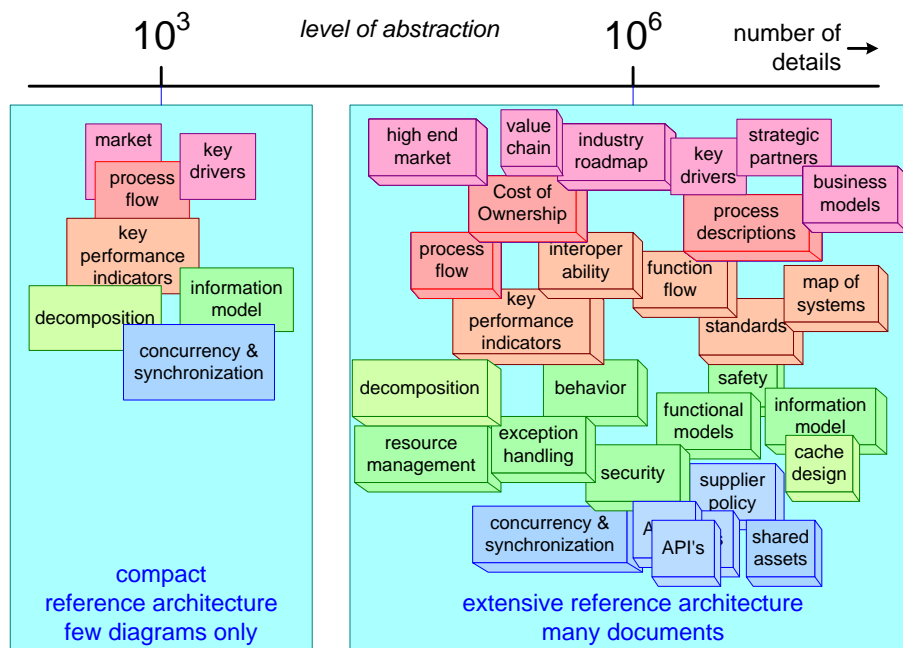 10³
level of abstraction
10⁶
number of
details
market
key
drivers
process
flow
key
performance
indicators
information
model
decomposition
concurrency &
synchronization
compact
reference architecture
few diagrams only
high end
market
value
chain
industry
roadmap
key
drivers
strategic
partners
business
models
Cost of
Ownership
process
descriptions
process
flow
interoper
ability
function
flow
map of
systems
key
performance
indicators
standards
decomposition
behavior
safety
functional
models
information
model
resource
management
exception
handling
security
cache
design
supplier
policy
concurrency &
synchronization
API's
shared
assets
extensive reference architecture
many documents